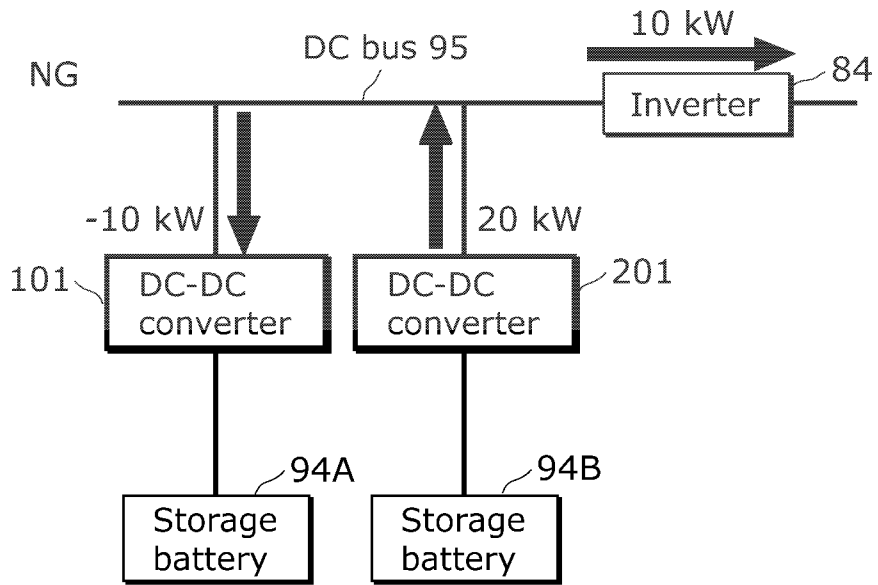 10 kW
DC bus 95
84
NG
Inverter
-10 kW
20 kW
101
201
DC-DC
converter
DC-DC
converter
94A
94B
Storage
battery
Storage
battery